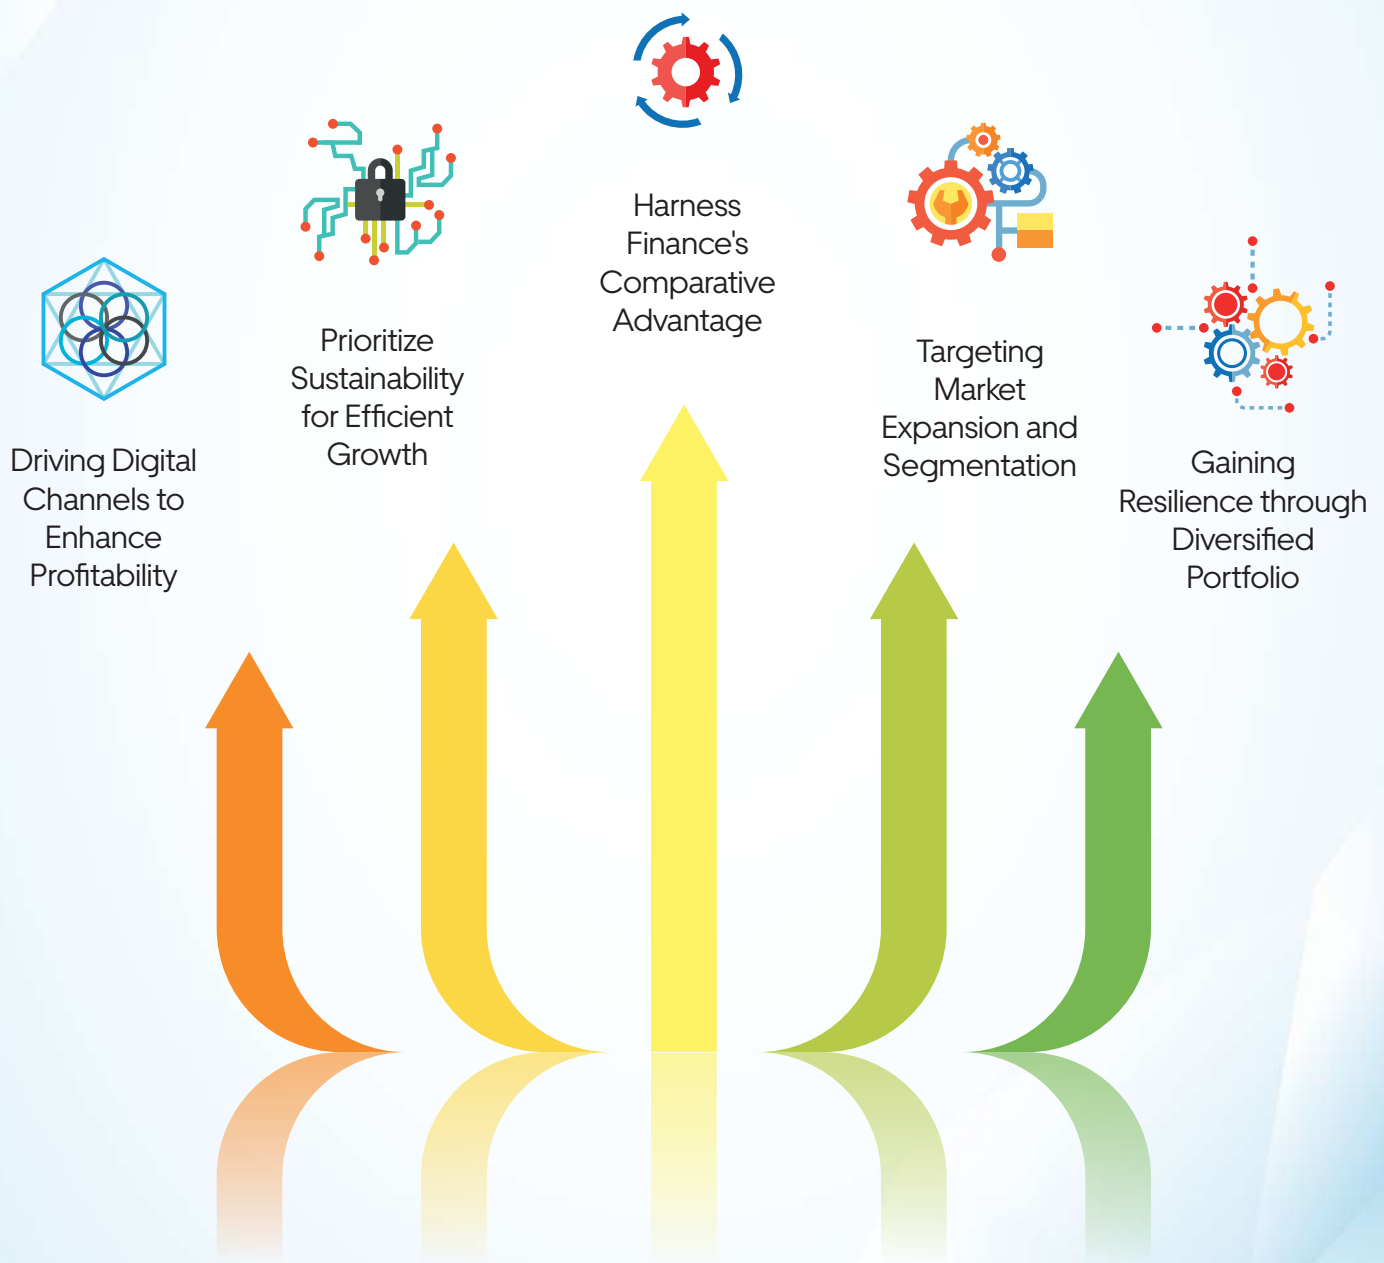 Driving Digital
Channels to
Enhance
Profitability
Prioritize
Sustainability
for Efficient
Growth
Harness
Finance's
Comparative
Advantage
Targeting
Market
Expansion and
Segmentation
Gaining
Resilience through
Diversified
Portfolio